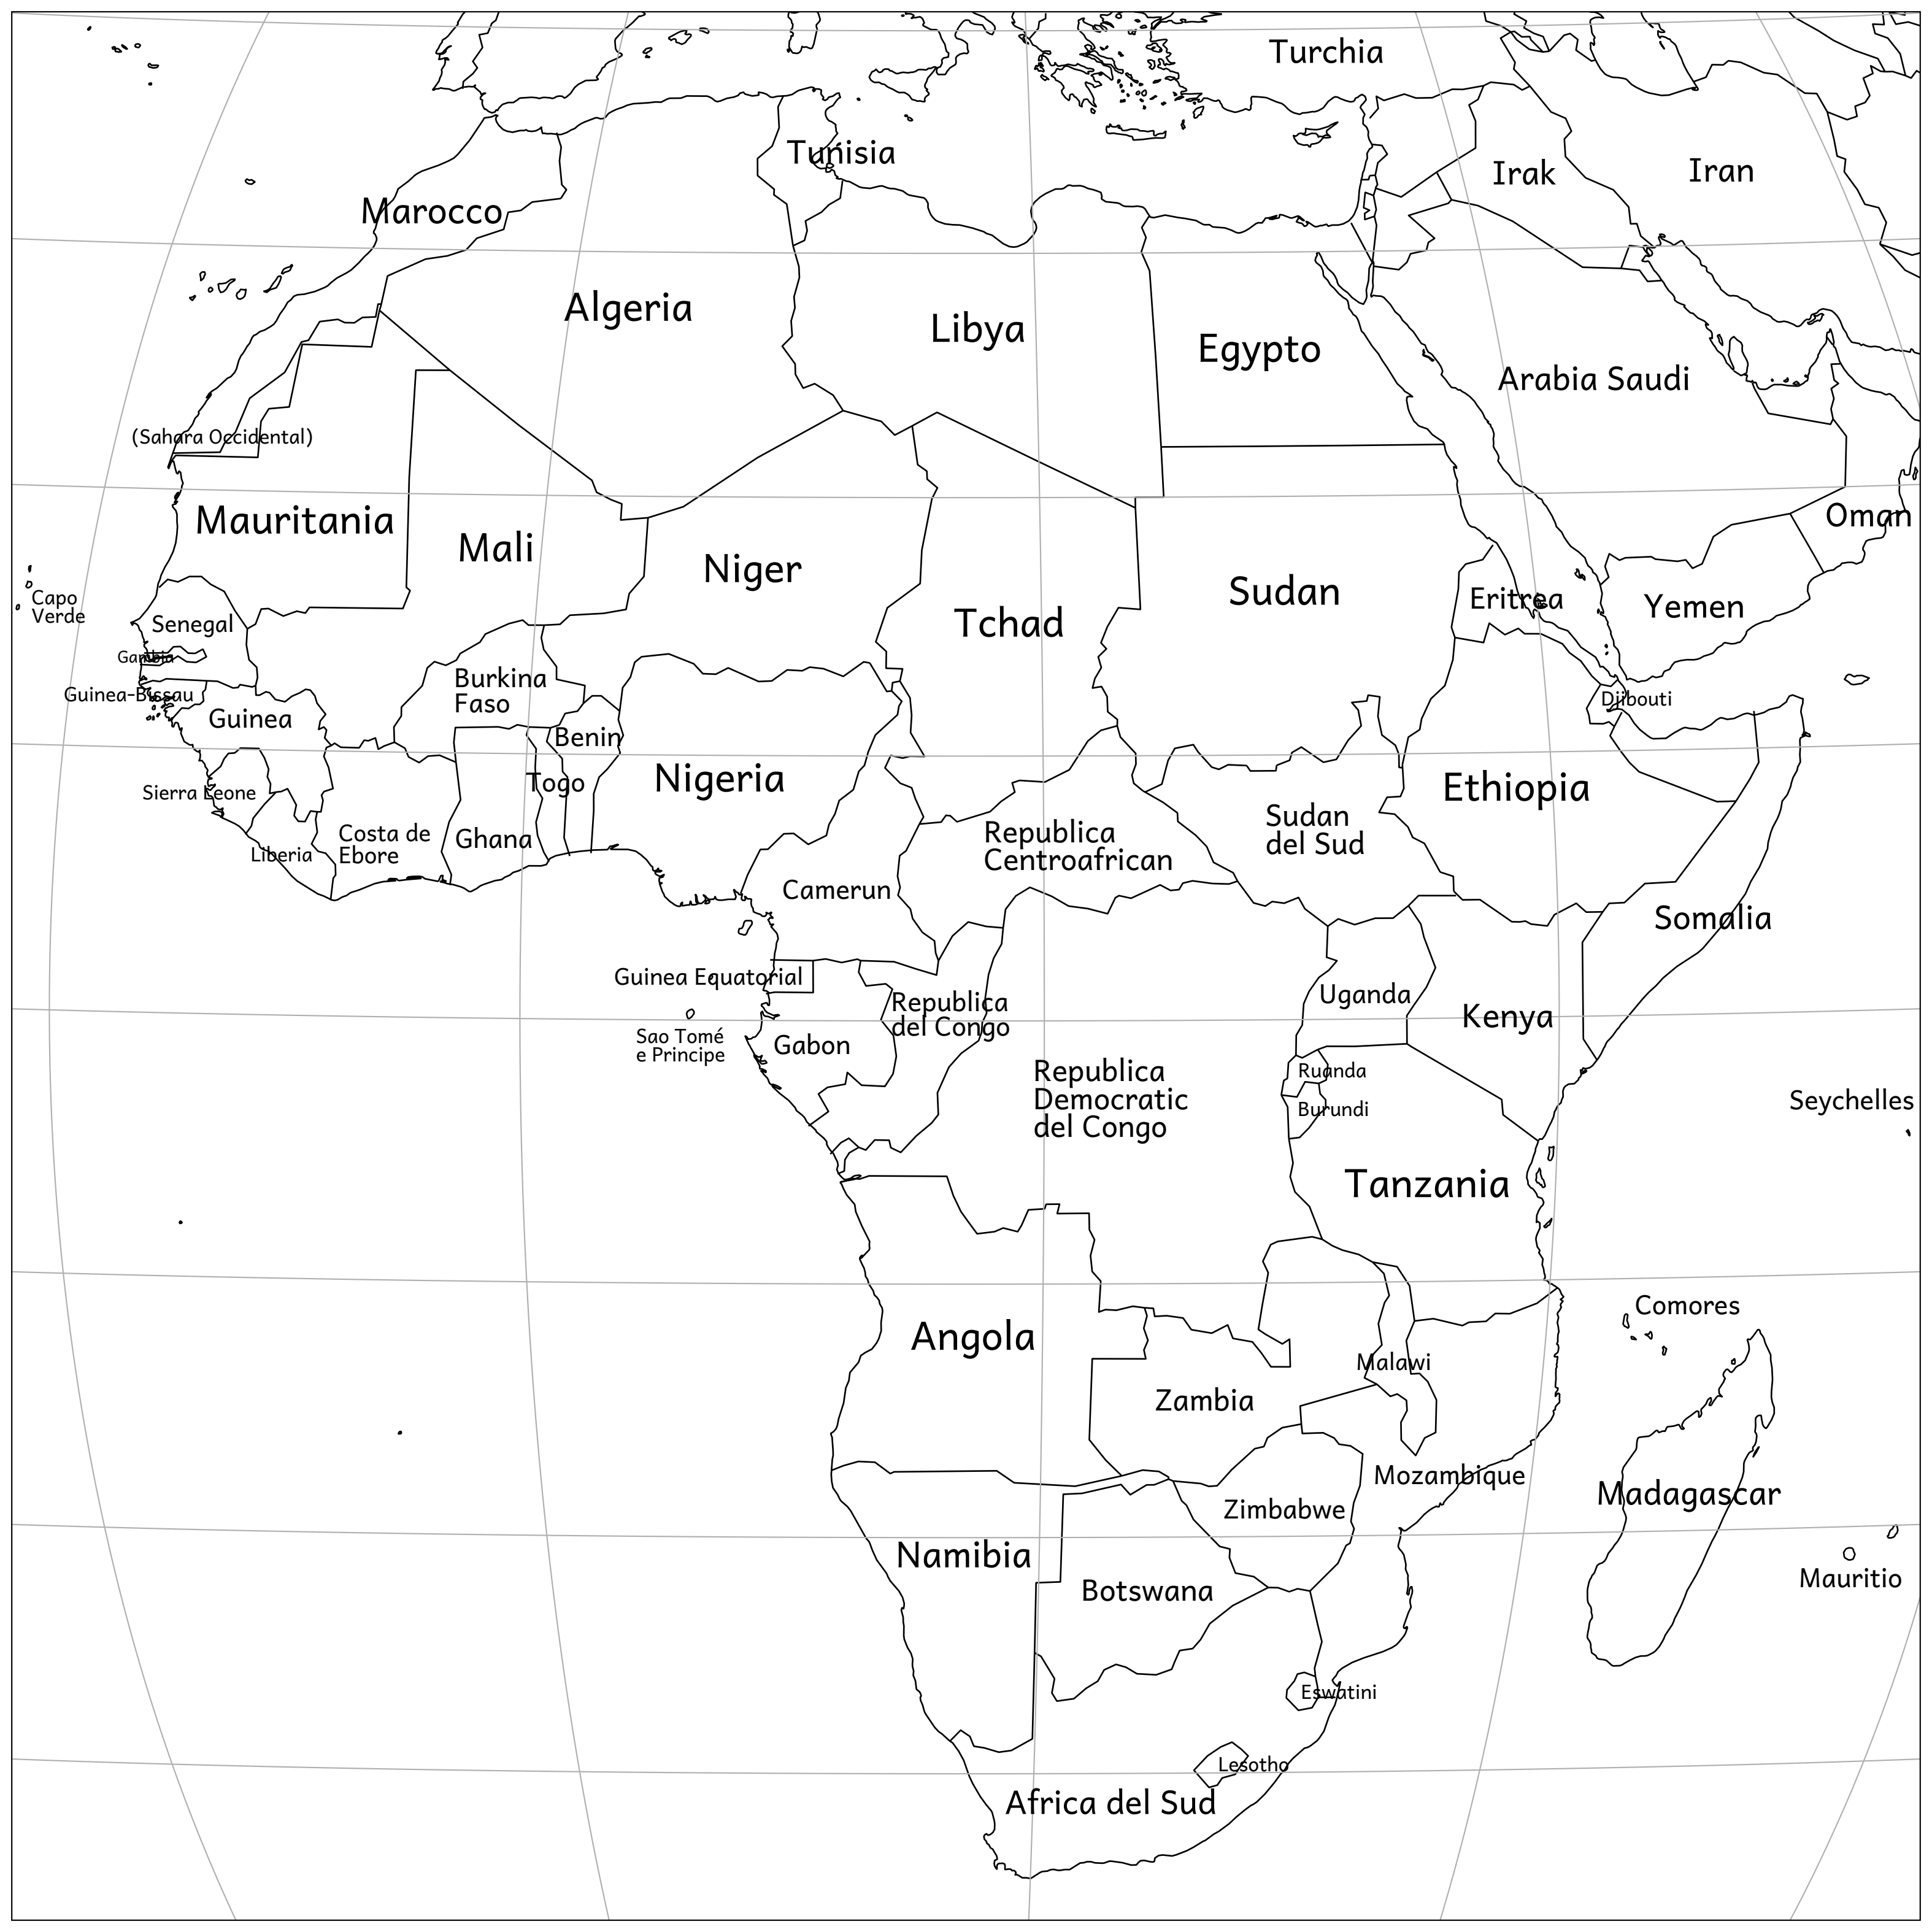 Turchia
Tunisia
Irak
Iran
Marocco
Algeria
Libya
Egypto
Arabia Saudi
(Sahara Occidental)
Mauritania
Mali
Niger
Tchad
Sudan
Eritrea
Yemen
Oman
Capo
Verde
Senegal
Gambia
Guinea-Bissau
Guinea
Burkina
Faso
Benin
Togo
Nigeria
Djibouti
Ethiopia
Sierra Leone
Liberia
Costa de
Ebore
Ghana
Camerun
Republica
Centroafrican
Sudan
del Sud
Somalia
Guinea Equatorial
Sao Tomé
e Principe
Gabon
Republica
del Congo
Uganda
Kenya
Republica
Democratic
del Congo
Ruanda
Burundi
Seychelles
Tanzania
Angola
Comores
Malawi
Zambia
Mozambique
Madagascar
Zimbabwe
Namibia
Botswana
Mauritio
Eswatini
Lesotho
Africa del Sud